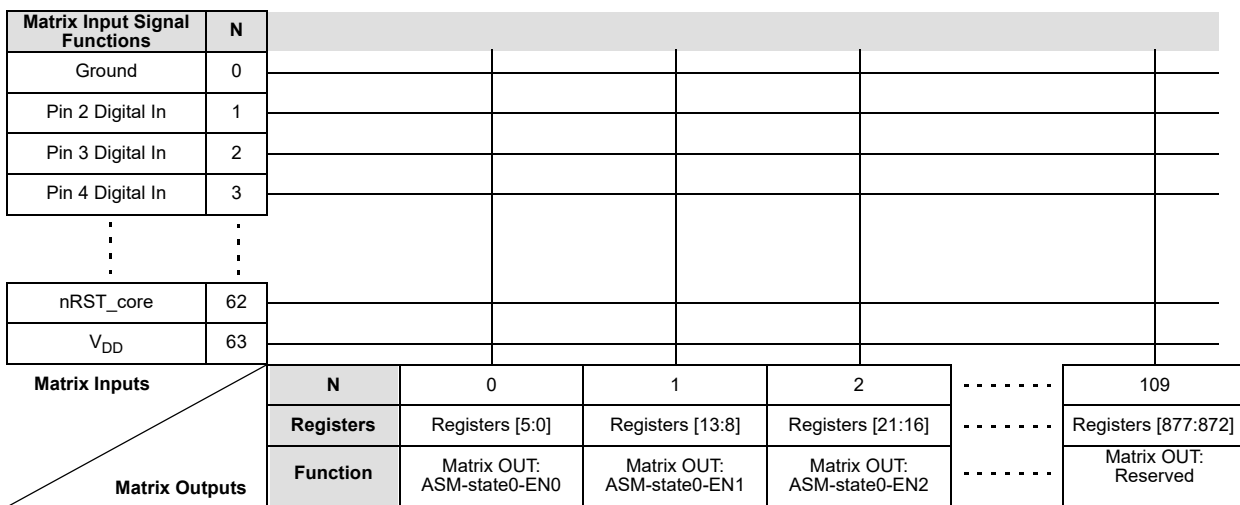 Matrix Input Signal Functions N
Ground 0
Pin 2 Digital In 1
Pin 3 Digital In 2
Pin 4 Digital In 3
nRST_core 62
VDD 63
Matrix Inputs
N 0 1 2 109
Registers Registers [5:0] Registers [13:8] Registers [21:16] Registers [877:872]
Function Matrix OUT: ASM-state0-EN0 Matrix OUT: ASM-state0-EN1 Matrix OUT: ASM-state0-EN2 Matrix OUT: Reserved
Matrix Outputs